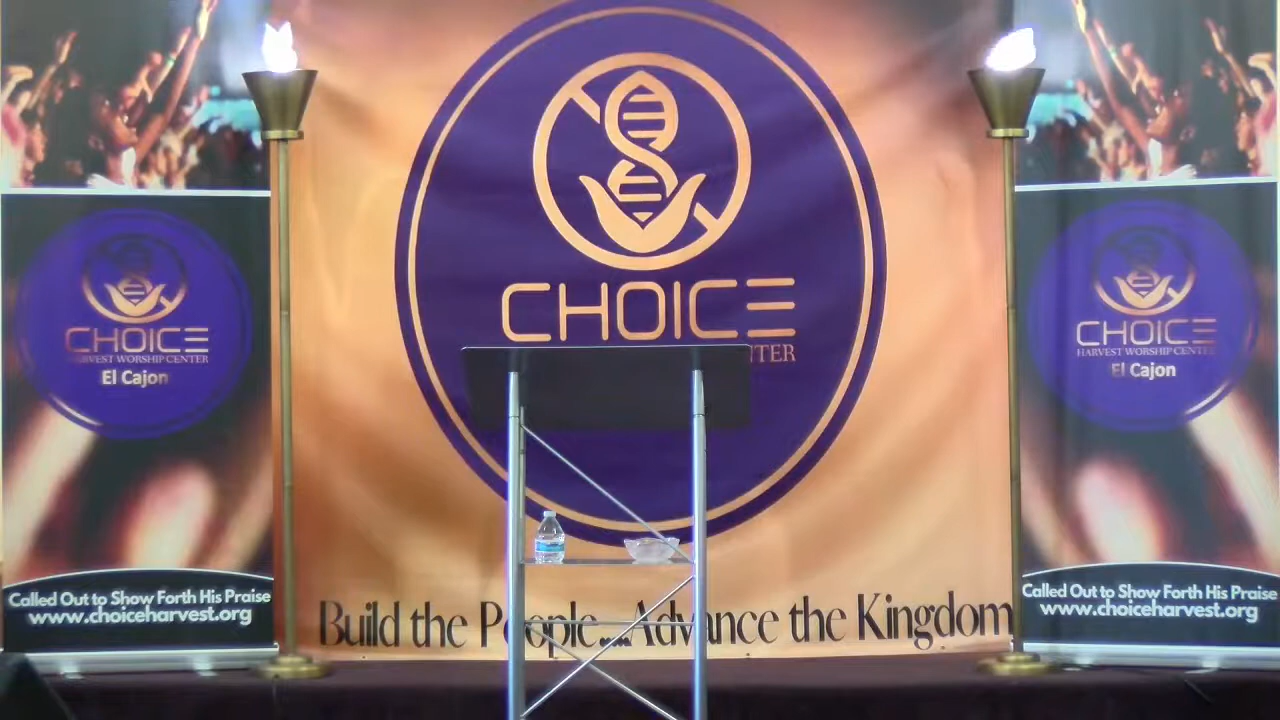 CHOICE
HARVEST WORSHIP CENTER
El Cajon
Called Out to Show Forth His Praise
www.choiceharvest.org
CHOICE
Build the People....Advance the Kingdom
CHOICE
HARVEST WORSHIP CENTER
El Cajon
Called Out to Show Forth His Praise
www.choiceharvest.org